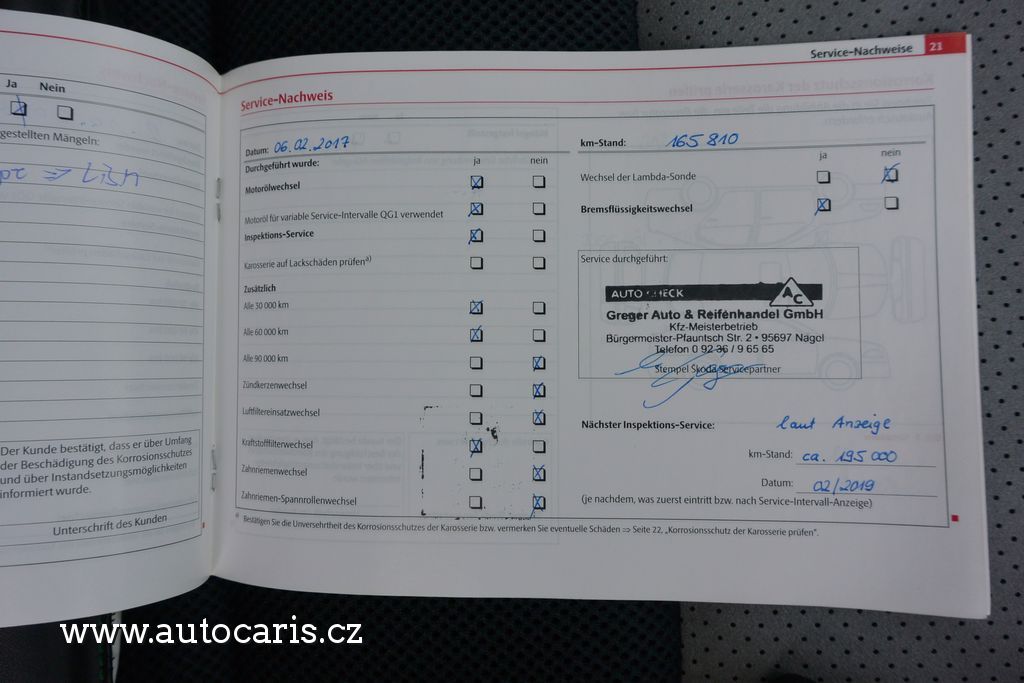 Service-Nachweise 21
Ja Nein
gestellten Mängeln:
Der Kunde bestätigt, dass er über Umfang
der Beschädigung des Korrosionsschutzes
und über Instandsetzungsmöglichkeiten
informiert wurde.
Unterschrift des Kunden
Service-Nachweis
Datum: 06.02.2017
Durchgeführt wurde: ja nein
Motorölwechsel
Motoröl für variable Service-Intervalle QG1 verwendet
Inspektions-Service
Karosserie auf Lackschäden prüfen a)
Zusätzlich
Alle 30 000 km
Alle 60 000 km
Alle 90 000 km
Zündkerzenwechsel
Luftfiltereinsatzwechsel
Kraftstofffilterwechsel
Zahnriemenwechsel
Zahnriemen-Spannrollenwechsel
km-Stand: 165 810
ja nein
Wechsel der Lambda-Sonde
Bremsflüssigkeitswechsel
Service durchgeführt:
AUTO CHECK AC
Greger Auto & Reifenhandel GmbH
Kfz-Meisterbetrieb
Bürgermeister-Pfauntsch Str. 2 • 95697 Nagel
Telefon 0 92 36 / 9 65 65
Stempel Skoda Servicepartner
Nächster Inspektions-Service: laut Anzeige
km-Stand: ca. 195 000
Datum: 02/2019
(je nachdem, was zuerst eintritt bzw. nach Service-Intervall-Anzeige)
a) Bestätigen Sie die Unversehrtheit des Korrosionsschutzes der Karosserie bzw. vermerken Sie eventuelle Schäden ⇒ Seite 22, „Korrosionsschutz der Karosserie prüfen“.
www.autocaris.cz